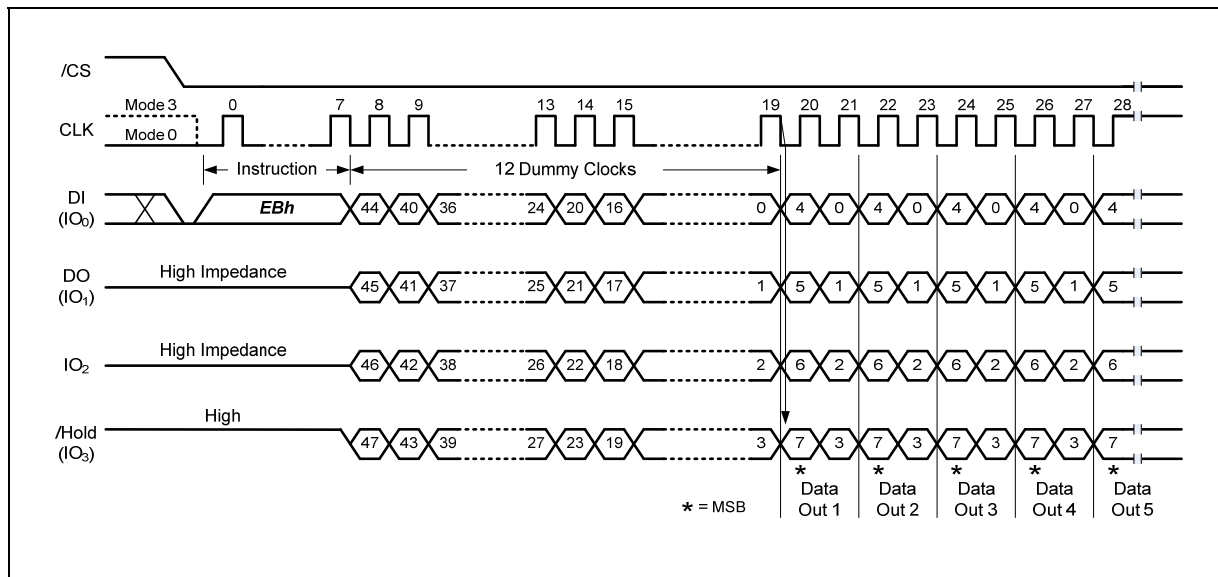 /CS
Mode 3 0 7 8 9 13 14 15 19 20 21 22 23 24 25 26 27 28
CLK
Mode 0
Instruction 12 Dummy Clocks
DI
(IO0) EBh 44 40 36 24 20 16 0 4 0 4 0 4 0 4 0 4
DO
(IO1) High Impedance 45 41 37 25 21 17 1 5 1 5 1 5 1 5 1 5
IO2 High Impedance 46 42 38 26 22 18 2 6 2 6 2 6 2 6 2 6
/Hold
(IO3) High 47 43 39 27 23 19 3 7 3 7 3 7 3 7 3 7
* * * * *
* = MSB
Data Out 1
Data Out 2
Data Out 3
Data Out 4
Data Out 5